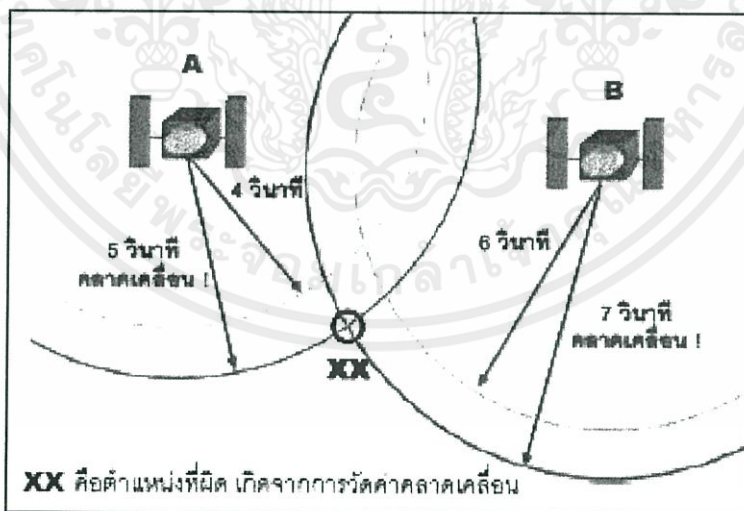 A
B
4 วินาที
5 วินาที
คลาดเคลื่อน !
6 วินาที
7 วินาที
คลาดเคลื่อน !
XX
XX คือตำแหน่งที่ผิด เกิดจากการวัดค่าคลาดเคลื่อน